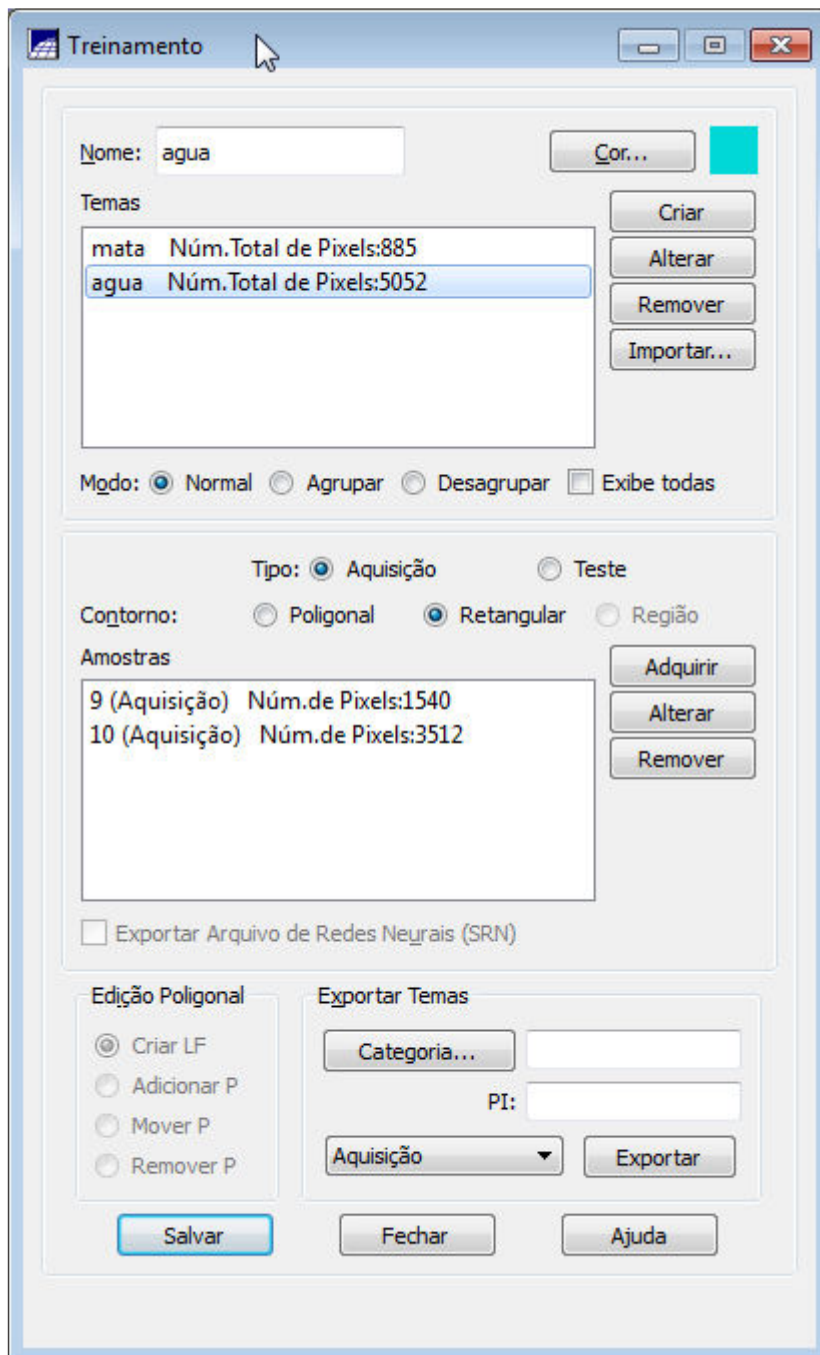 Treinamento
Nome: agua Cor...
Temas
mata Núm.Total de Pixels:885
agua Núm.Total de Pixels:5052
Criar
Alterar
Remover
Importar...
Modo: Normal Agrupar Desagrupar Exibe todas
Tipo: Aquisição Teste
Contorno: Poligonal Retangular Região
Amostras
9 (Aquisição) Núm.de Pixels:1540
10 (Aquisição) Núm.de Pixels:3512
Adquirir
Alterar
Remover
Exportar Arquivo de Redes Neurais (SRN)
Edição Poligonal
Criar LF
Adicionar P
Mover P
Remover P
Exportar Temas
Categoria...
PI:
Aquisição Exportar
Salvar Fechar Ajuda